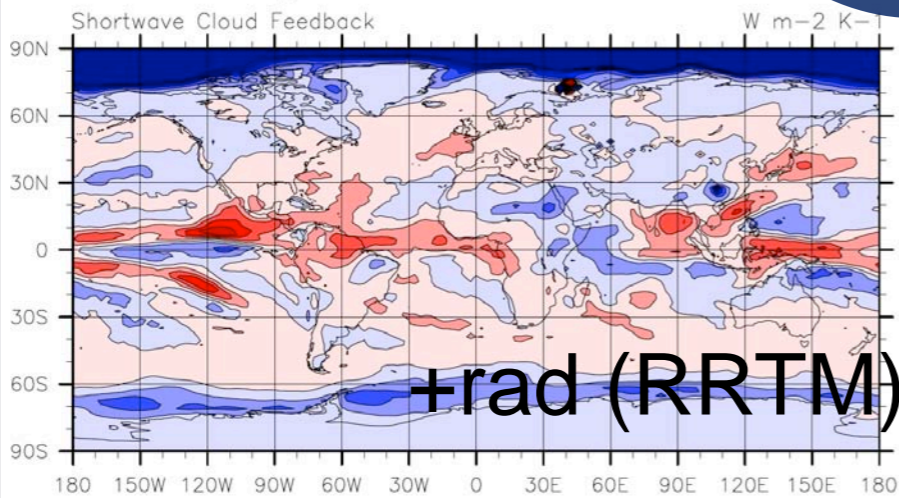 Shortwave Cloud Feedback W m-2 K-1
90N
60N
30N
0
30S
+rad (RRTM)
60S
90S
180 150W 120W 90W 60W 30W 0 30E 60E 90E 120E 150E 180